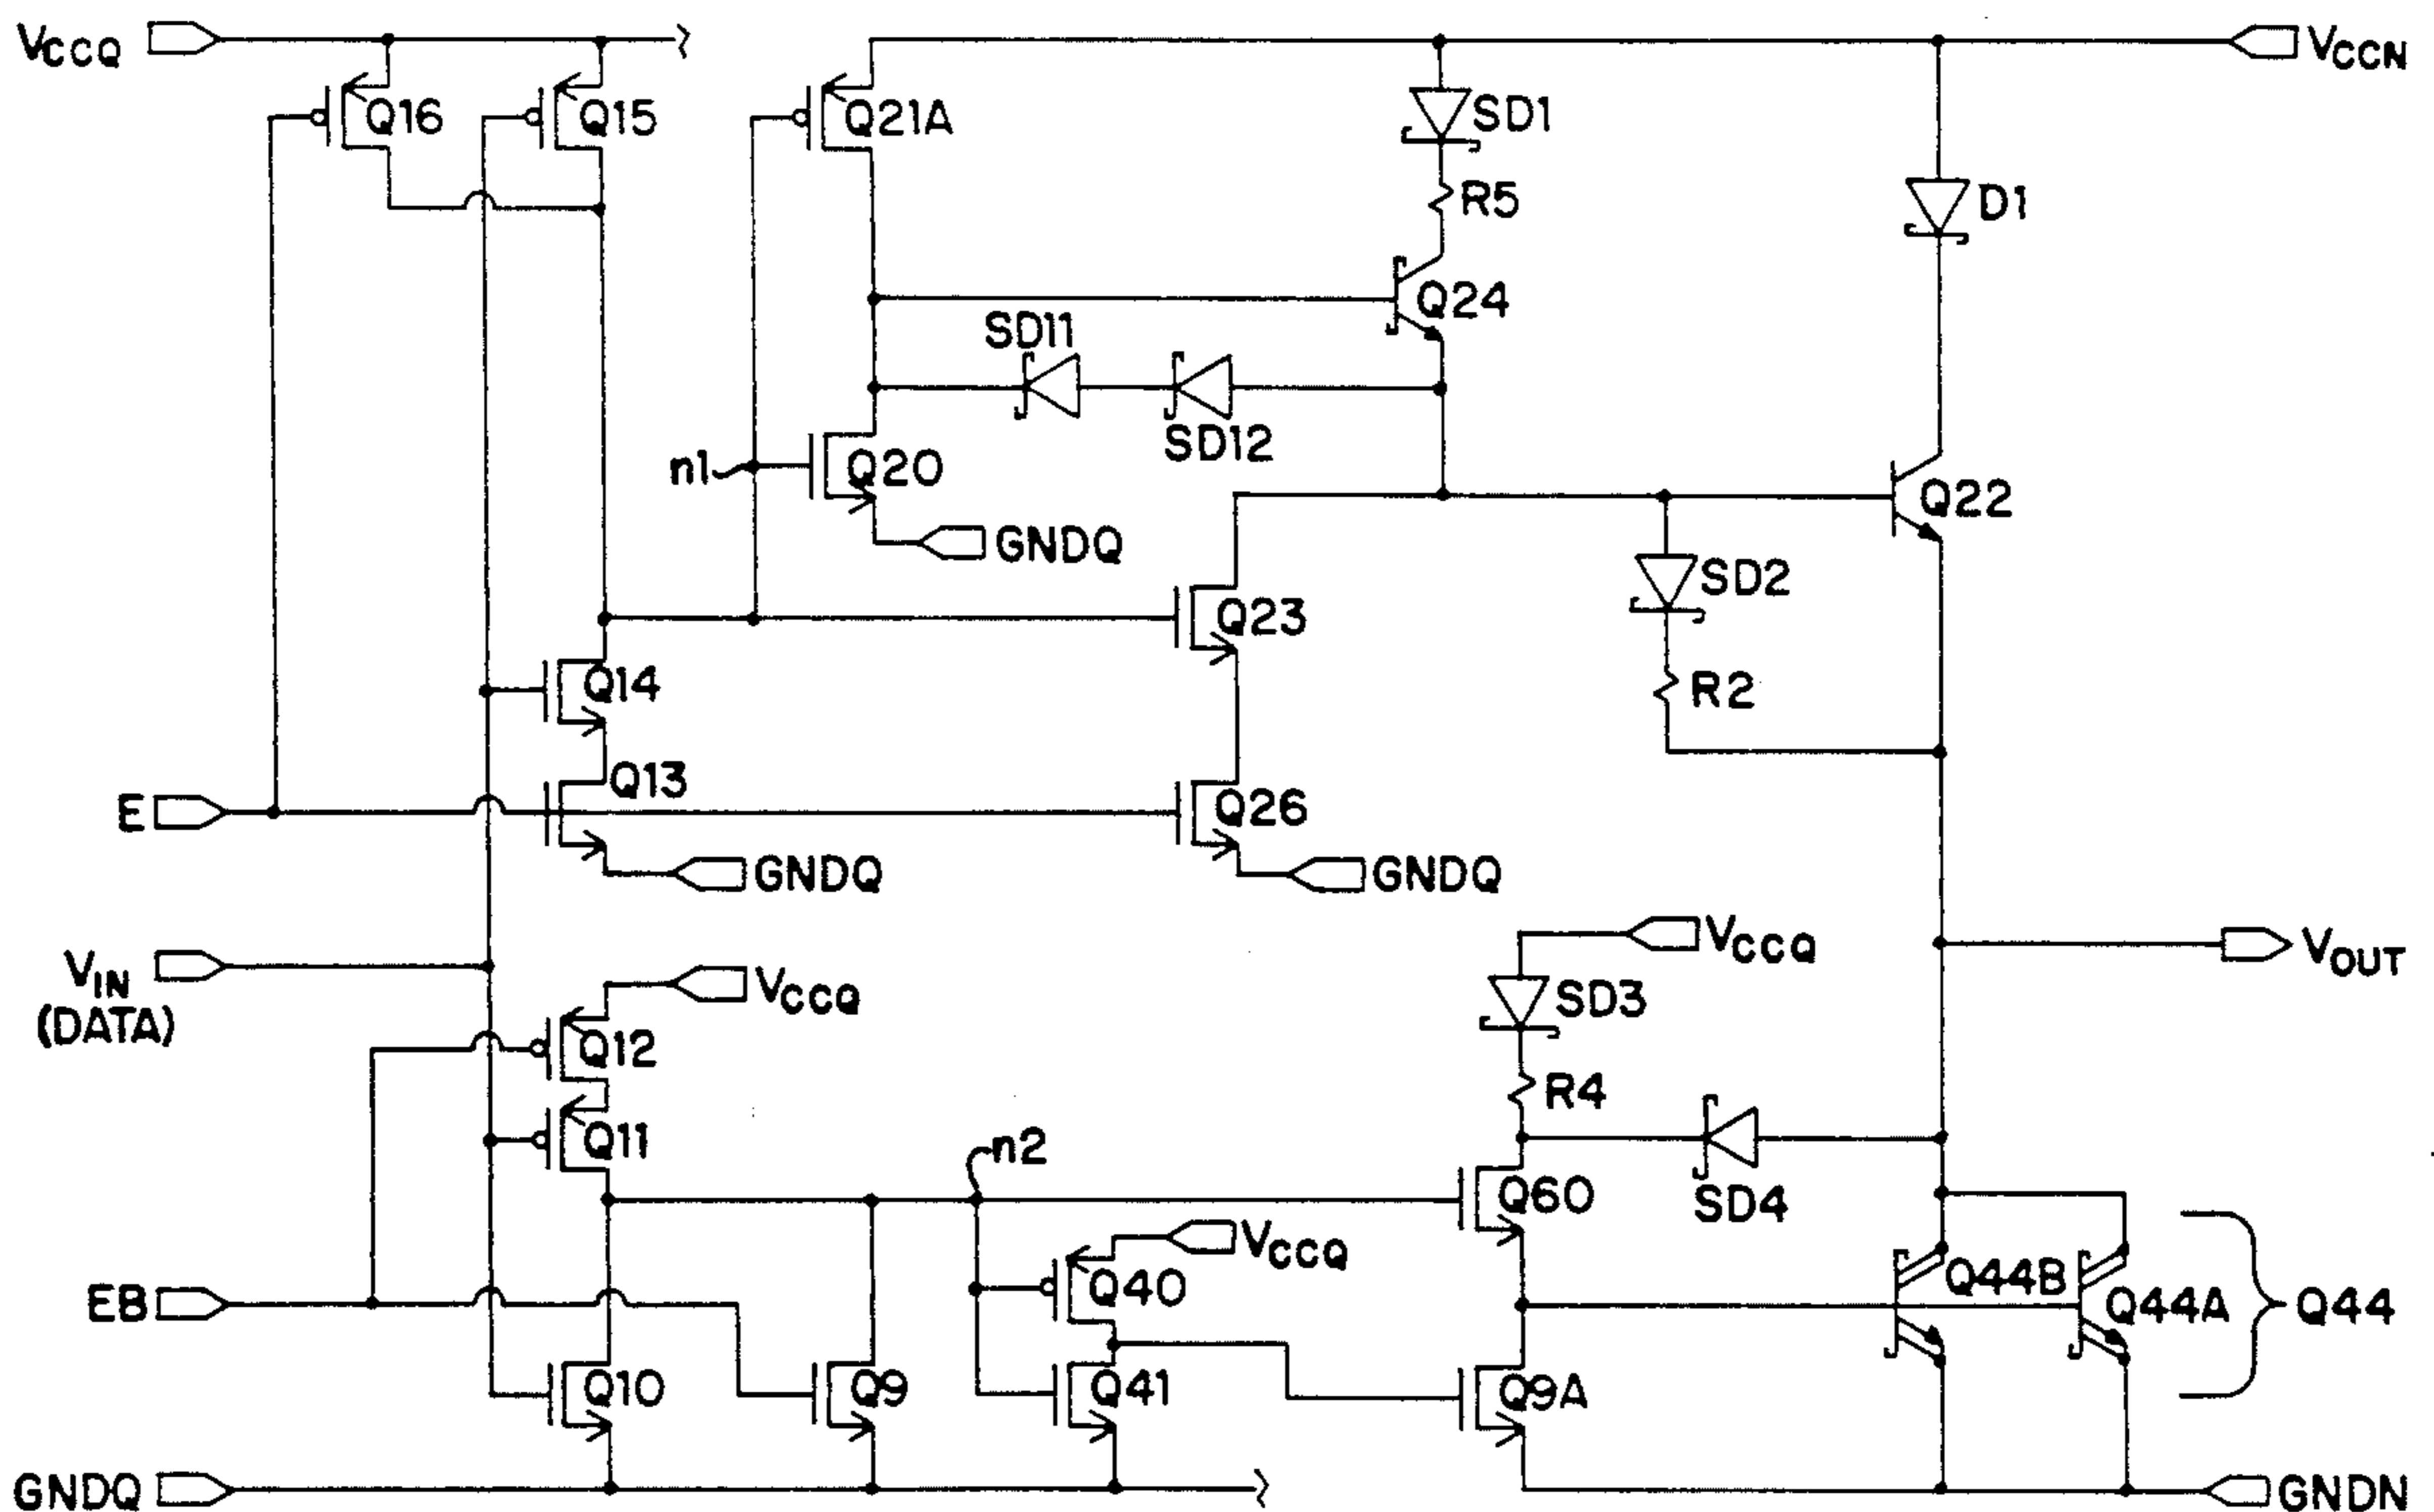 VCCQ
VCCN
Q16
Q15
Q21A
SD1
R5
D1
Q24
SD11
SD12
n1
Q20
Q22
GNDQ
SD2
Q23
Q14
R2
Q13
E
Q26
GNDQ
GNDQ
VCCQ
VOUT
VIN
(DATA)
VCCQ
SD3
Q12
R4
Q11
n2
Q60
SD4
VCCQ
Q40
Q44B
Q44A
Q44
EB
Q10
Q9
Q41
Q9A
GNDQ
GNDN